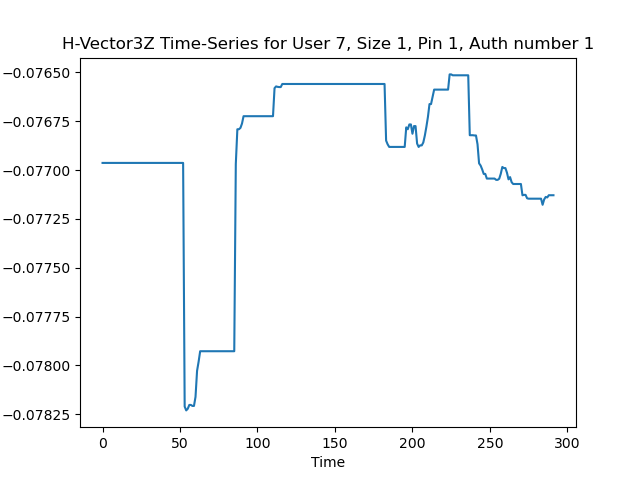 H-Vector3Z Time-Series for User 7, Size 1, Pin 1, Auth number 1
−0.07650
−0.07675
−0.07700
−0.07725
−0.07750
−0.07775
−0.07800
−0.07825
0 50 100 150 200 250 300
Time